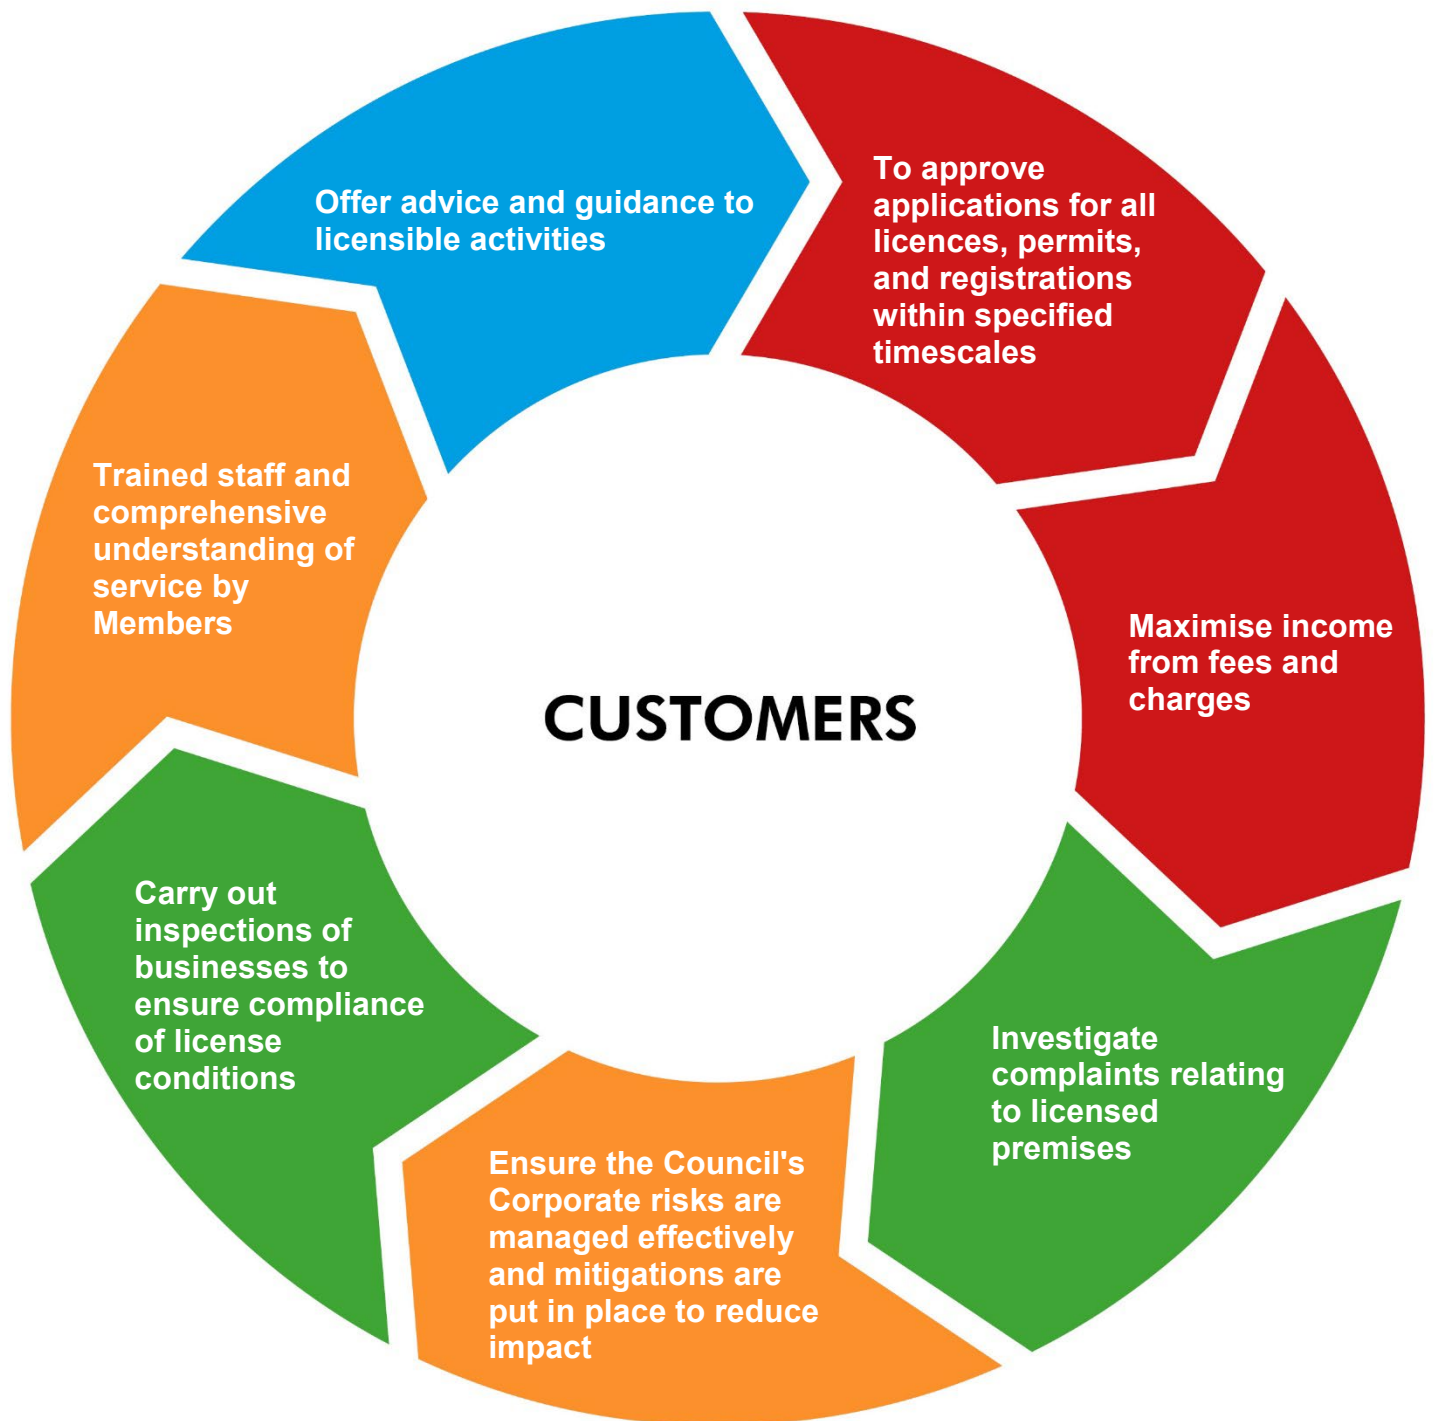 Offer advice and guidance to
licensible activities
To approve
applications for all
licences, permits,
and registrations
within specified
timescales
Maximise income
from fees and
charges
Investigate
complaints relating
to licensed
premises
Ensure the Council's
Corporate risks are
managed effectively
and mitigations are
put in place to reduce
impact
Carry out
inspections of
businesses to
ensure compliance
of license
conditions
Trained staff and
comprehensive
understanding of
service by
Members
CUSTOMERS